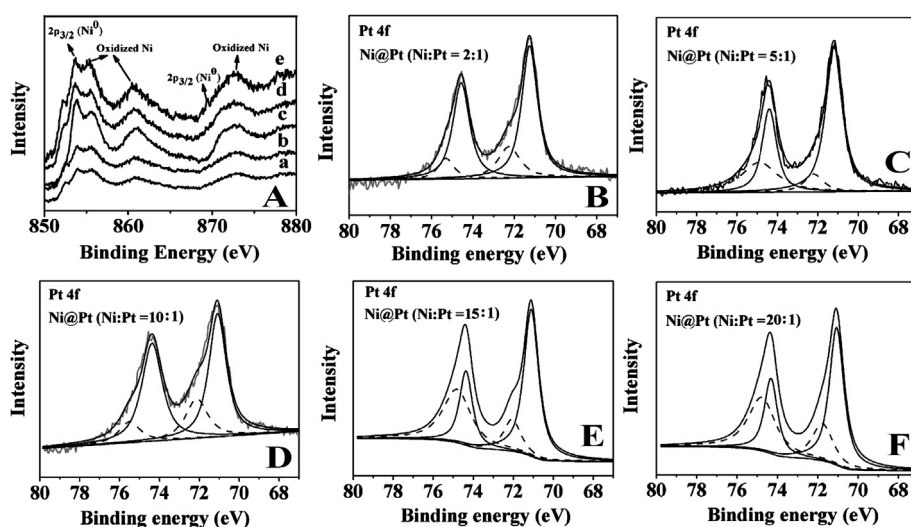 2p3/2 (Ni0)
Oxidized Ni
Oxidized Ni
2p3/2 (Ni0)
e
d
c
b
a
A
Intensity
850 860 870 880
Binding Energy (eV)
Pt 4f
Ni@Pt (Ni:Pt = 2:1)
B
Intensity
80 78 76 74 72 70 68
Binding energy (eV)
Pt 4f
Ni@Pt (Ni:Pt = 5:1)
C
Intensity
80 78 76 74 72 70 68
Binding energy (eV)
Pt 4f
Ni@Pt (Ni:Pt =10:1)
D
Intensity
80 78 76 74 72 70 68
Binding energy (eV)
Pt 4f
Ni@Pt (Ni:Pt =15:1)
E
Intensity
80 78 76 74 72 70 68
Binding energy (eV)
Pt 4f
Ni@Pt (Ni:Pt =20:1)
F
Intensity
80 78 76 74 72 70 68
Binding energy (eV)